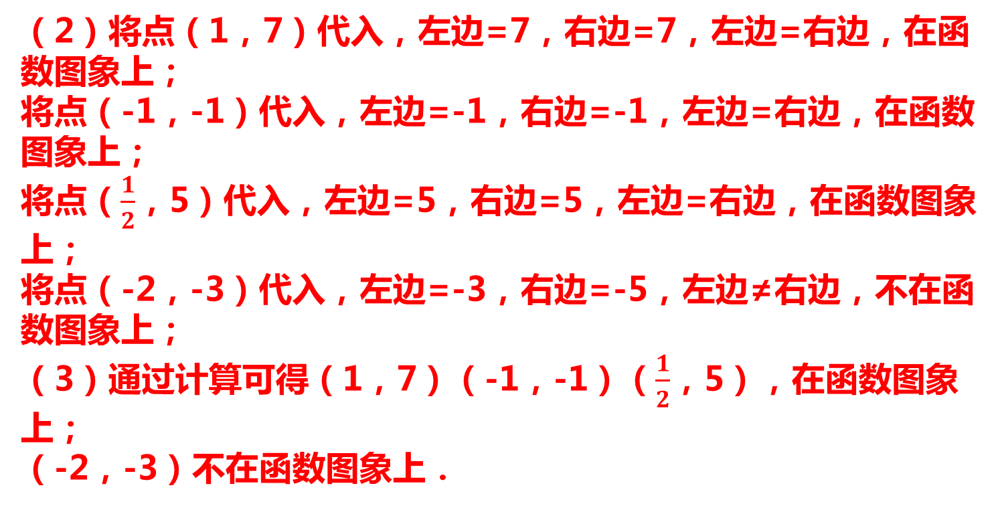 （2）将点（1，7）代入，左边=7，右边=7，左边=右边，在函
数图象上；
将点（-1，-1）代入，左边=-1，右边=-1，左边=右边，在函数
图象上；
将点（1/2，5）代入，左边=5，右边=5，左边=右边，在函数图象
上；
将点（-2，-3）代入，左边=-3，右边=-5，左边≠右边，不在函
数图象上；
（3）通过计算可得（1，7）（-1，-1）（1/2，5），在函数图象
上；
（-2，-3）不在函数图象上．